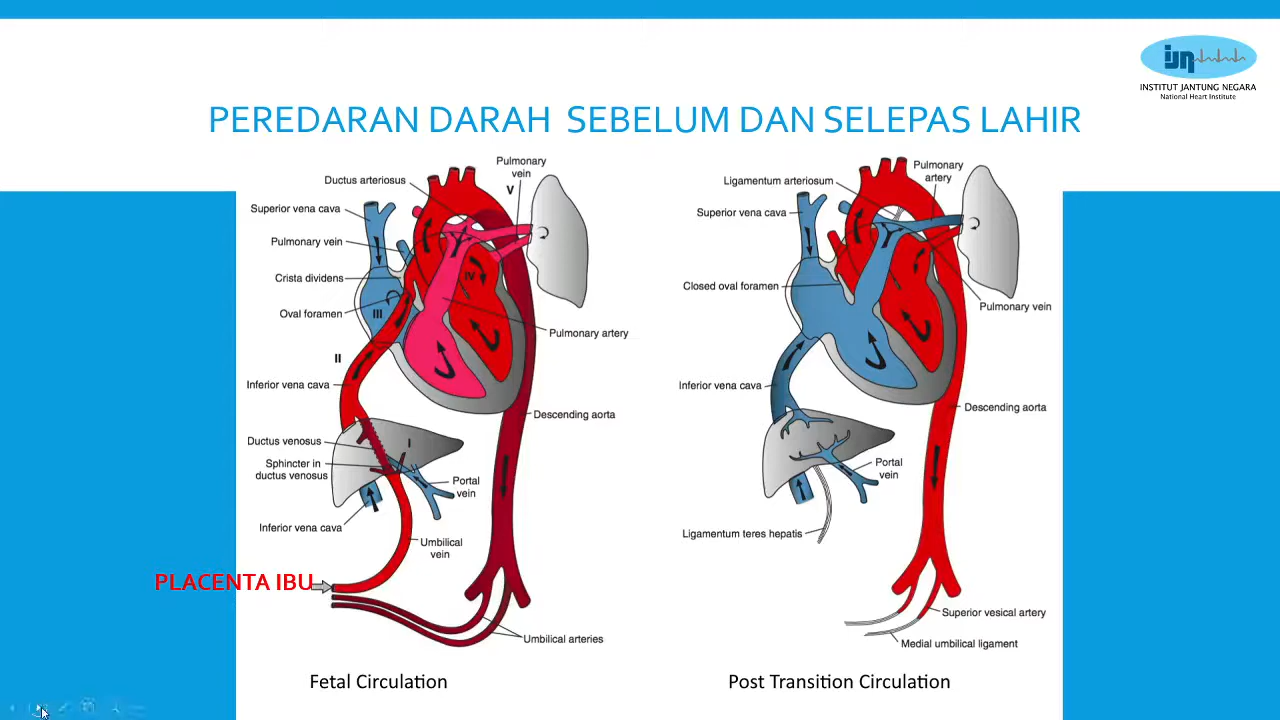 ijn
INSTITUT JANTUNG NEGARA
National Heart Institute
PEREDARAN DARAH SEBELUM DAN SELEPAS LAHIR
Pulmonary
vein
Ductus arteriosus
V
Superior vena cava
Pulmonary vein
Crista dividens
IV
Oval foramen
III
Pulmonary artery
II
Inferior vena cava
Descending aorta
Ductus venosus
I
Sphincter in
ductus venosus
Portal
vein
Inferior vena cava
Umbilical
vein
PLACENTA IBU
Umbilical arteries
Fetal Circulation
Pulmonary
artery
Ligamentum arteriosum
Superior vena cava
Closed oval foramen
Pulmonary vein
Inferior vena cava
Descending aorta
Portal
vein
Ligamentum teres hepatis
Superior vesical artery
Medial umbilical ligament
Post Transition Circulation